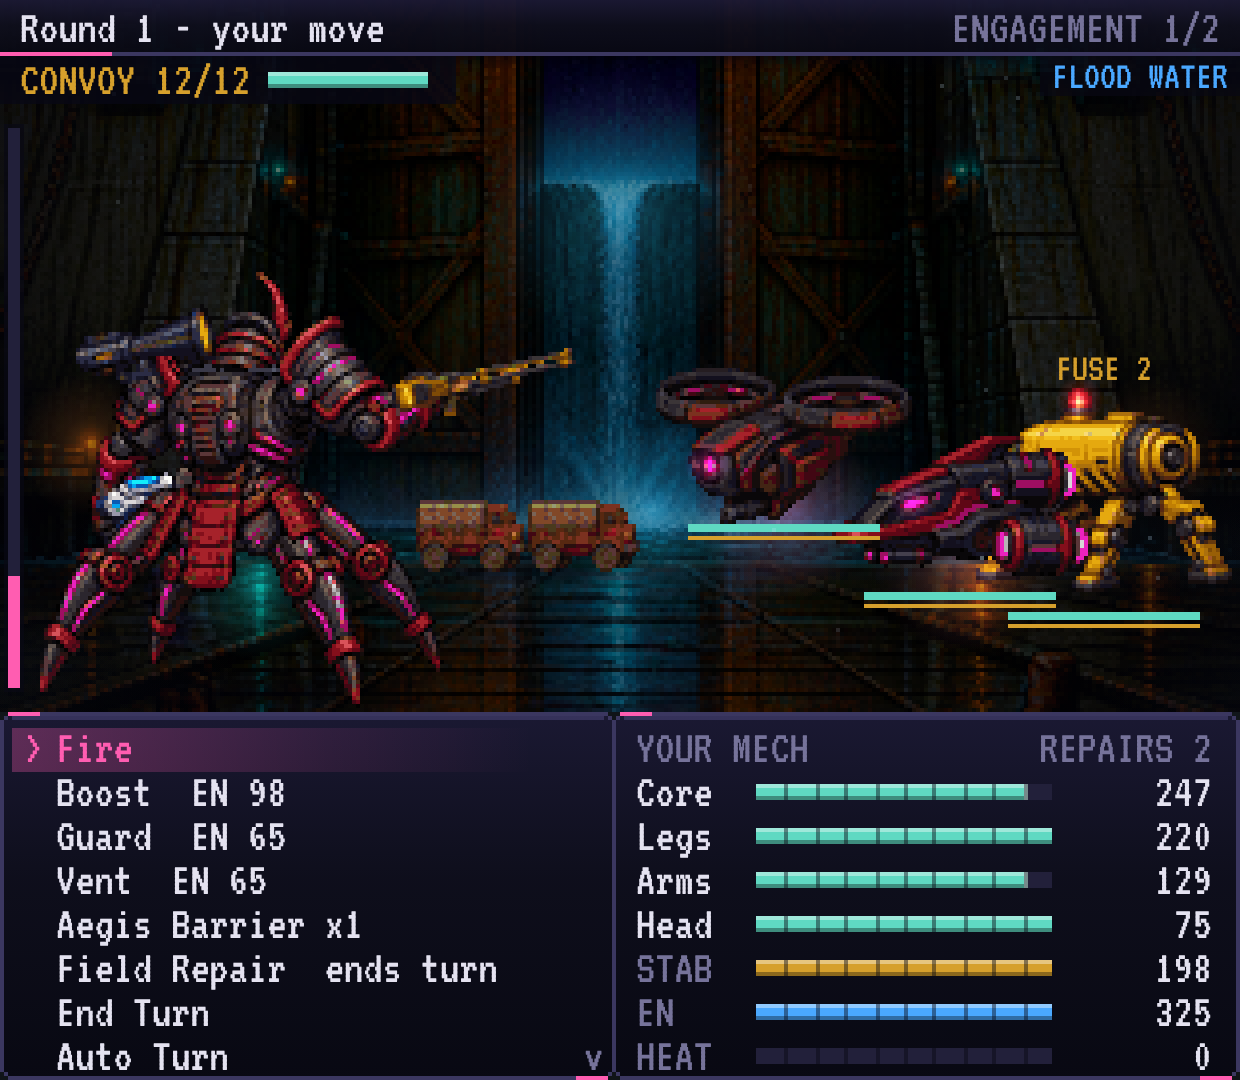 Round 1 - your move
ENGAGEMENT 1/2
CONVOY 12/12
FLOOD WATER
FUSE 2
> Fire
Boost EN 98
Guard EN 65
Vent EN 65
Aegis Barrier x1
Field Repair ends turn
End Turn
Auto Turn v
YOUR MECH REPAIRS 2
Core 247
Legs 220
Arms 129
Head 75
STAB 198
EN 325
HEAT 0